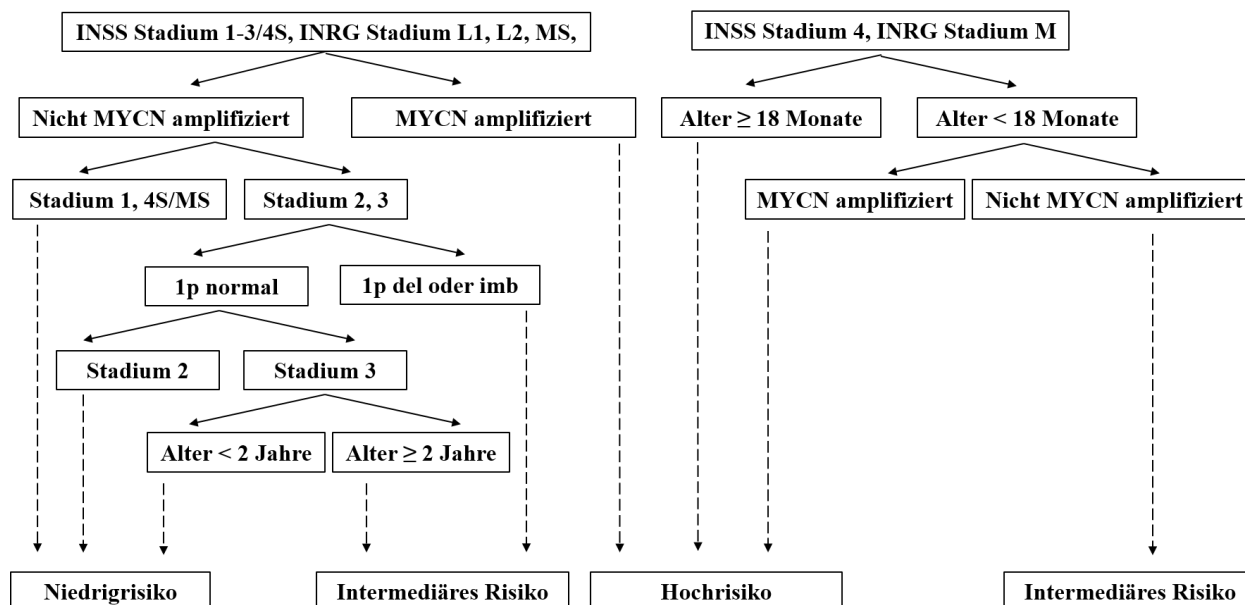 INSS Stadium 1-3/4S, INRG Stadium L1, L2, MS,
INSS Stadium 4, INRG Stadium M
Nicht MYCN amplifiziert
MYCN amplifiziert
Alter ≥ 18 Monate
Alter < 18 Monate
Stadium 1, 4S/MS
Stadium 2, 3
MYCN amplifiziert
Nicht MYCN amplifiziert
1p normal
1p del oder imb
Stadium 2
Stadium 3
Alter < 2 Jahre
Alter ≥ 2 Jahre
Niedrigrisiko
Intermediäres Risiko
Hochrisiko
Intermediäres Risiko